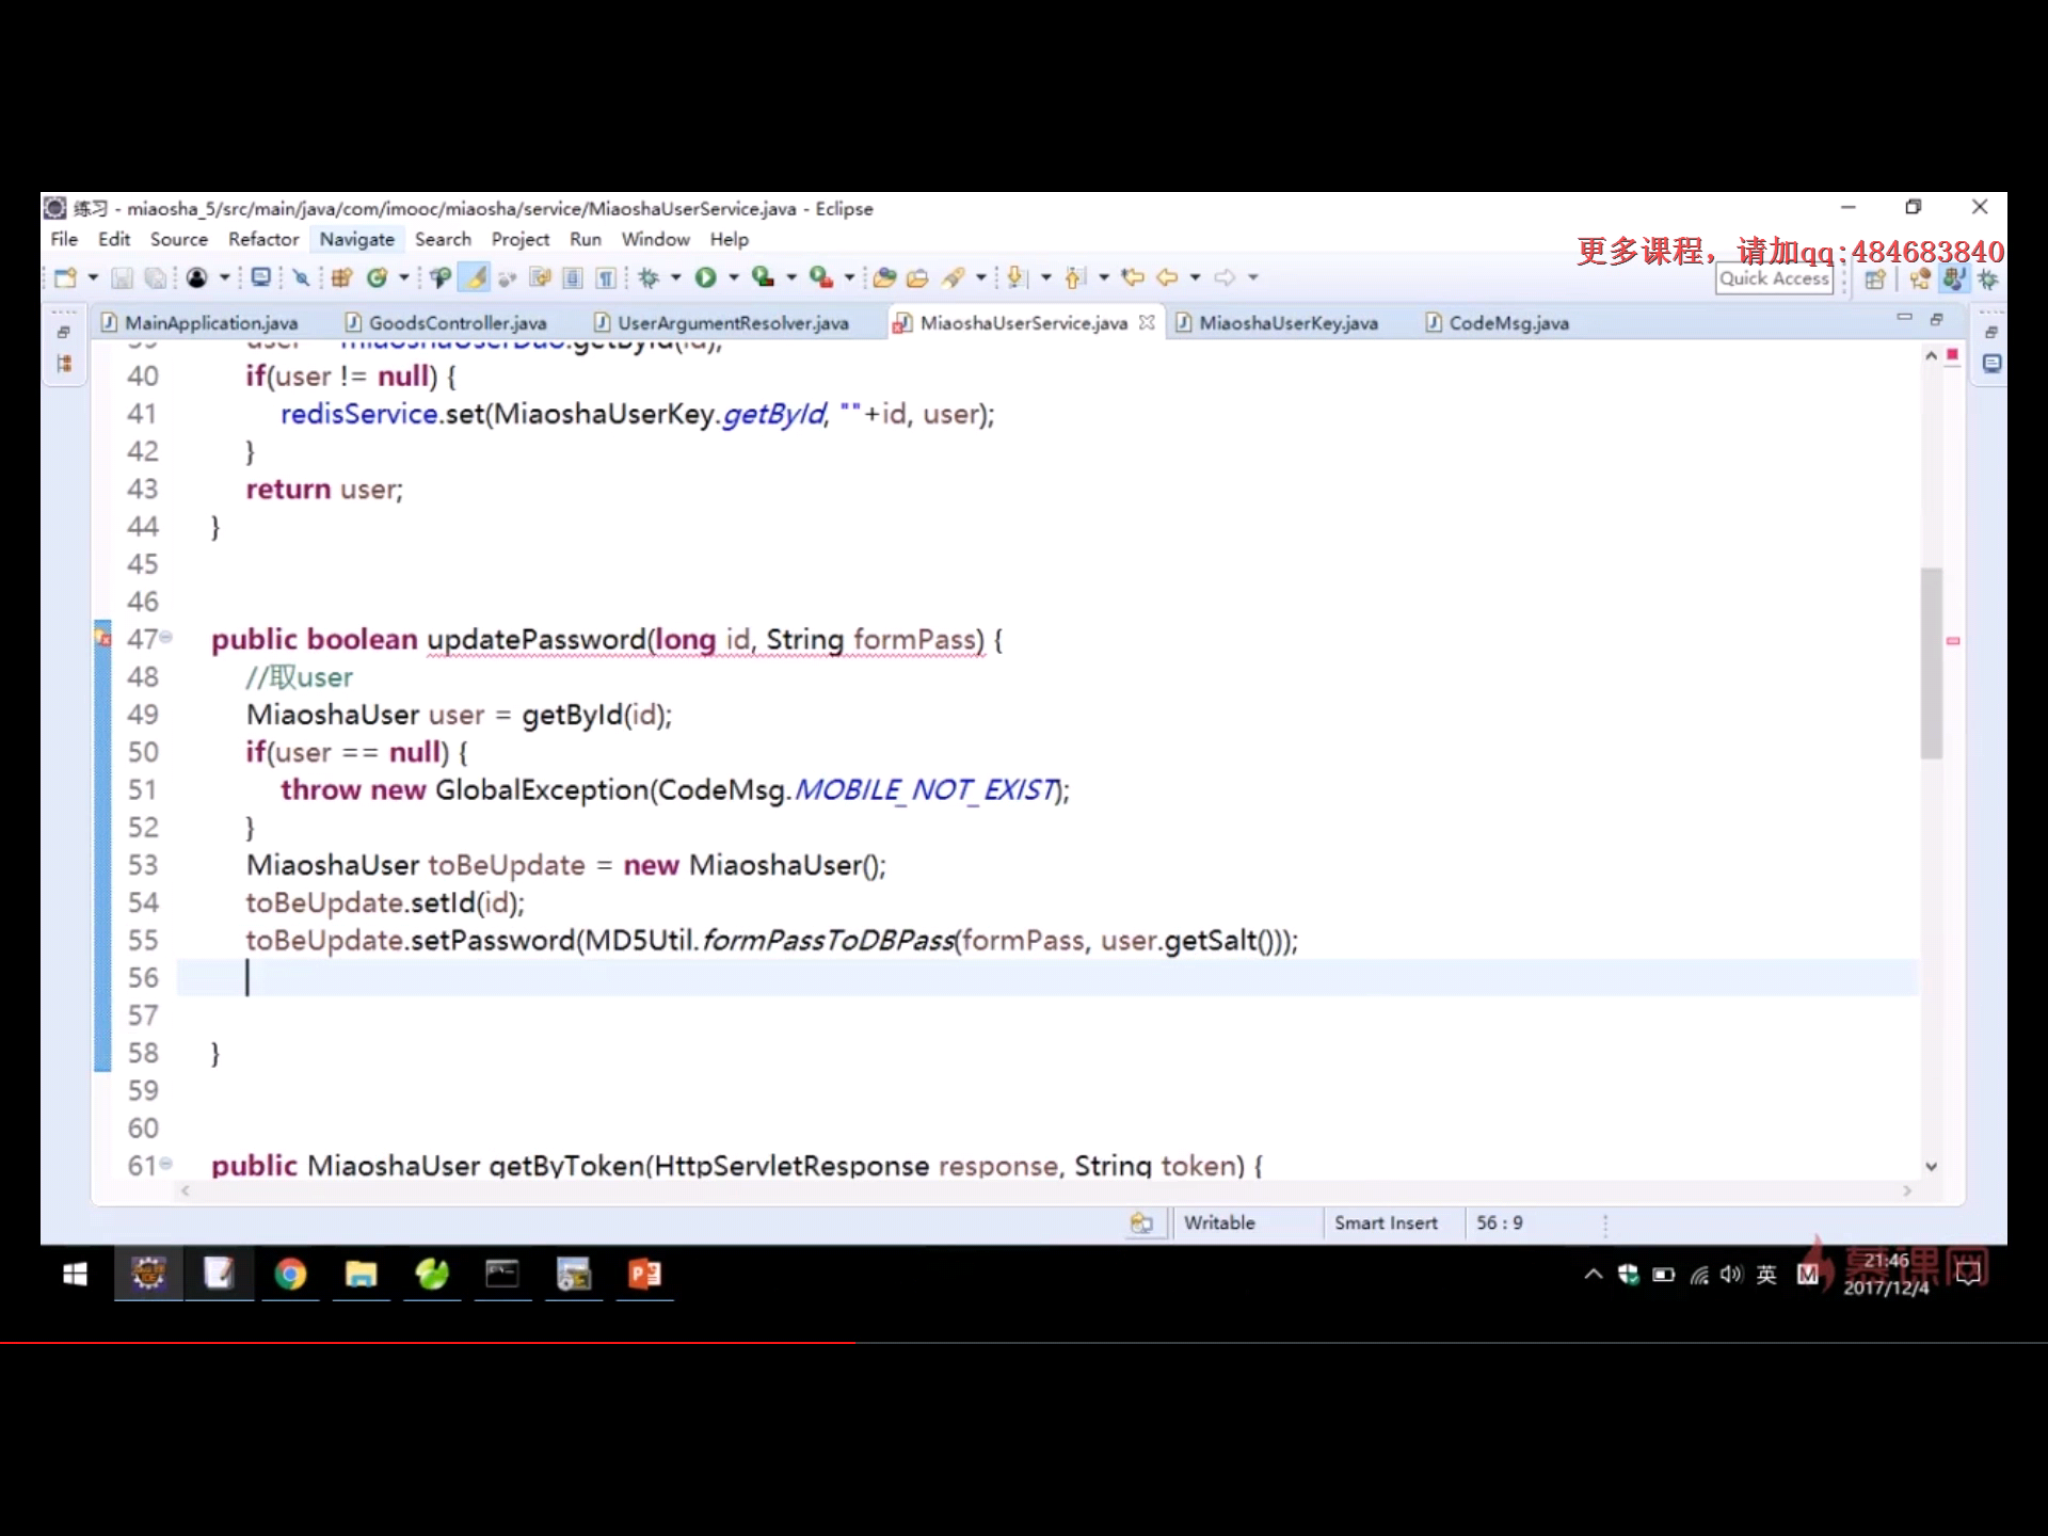 练习 - miaosha_5/src/main/java/com/imooc/miaosha/service/MiaoshaUserService.java - Eclipse
File Edit Source Refactor Navigate Search Project Run Window Help
更多课程，请加qq:484683840
Quick Access
MainApplication.java GoodsController.java UserArgumentResolver.java MiaoshaUserService.java MiaoshaUserKey.java CodeMsg.java
39 user = miaoshaUserDao.getById(id);
40 if(user != null) {
41 redisService.set(MiaoshaUserKey.getById, ""+id, user);
42 }
43 return user;
44 }
45
46
47 public boolean updatePassword(long id, String formPass) {
48 //取user
49 MiaoshaUser user = getById(id);
50 if(user == null) {
51 throw new GlobalException(CodeMsg.MOBILE_NOT_EXIST);
52 }
53 MiaoshaUser toBeUpdate = new MiaoshaUser();
54 toBeUpdate.setId(id);
55 toBeUpdate.setPassword(MD5Util.formPassToDBPass(formPass, user.getSalt()));
56
57
58 }
59
60
61 public MiaoshaUser getByToken(HttpServletResponse response, String token) {
Writable Smart Insert 56 : 9
英 M 慕课网 21:46
2017/12/4